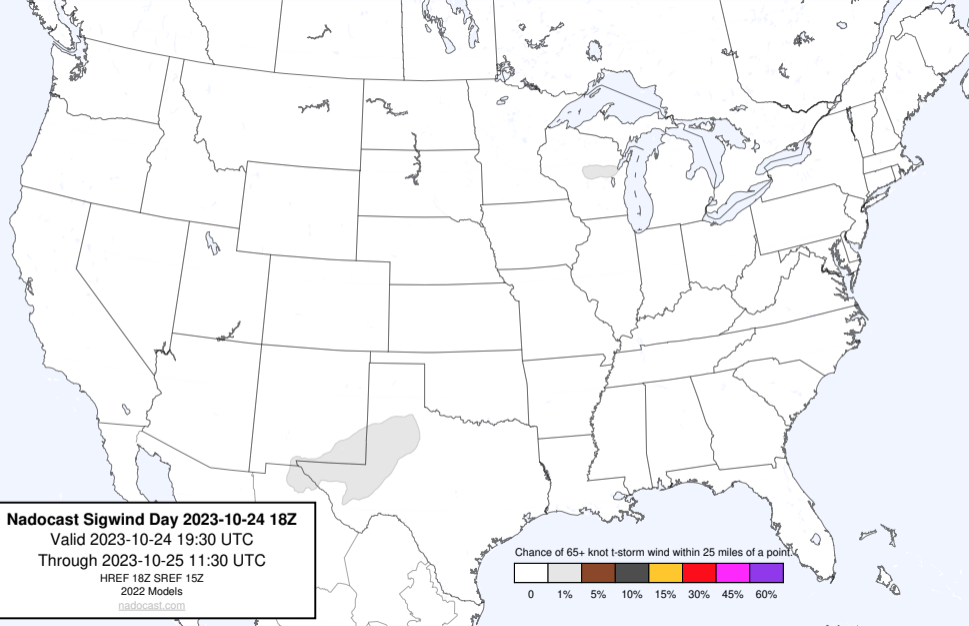 Nadocast Sigwind Day 2023-10-24 18Z
Valid 2023-10-24 19:30 UTC
Through 2023-10-25 11:30 UTC
HREF 18Z SREF 15Z
2022 Models
nadocast.com
Chance of 65+ knot t-storm wind within 25 miles of a point.
0 1% 5% 10% 15% 30% 45% 60%